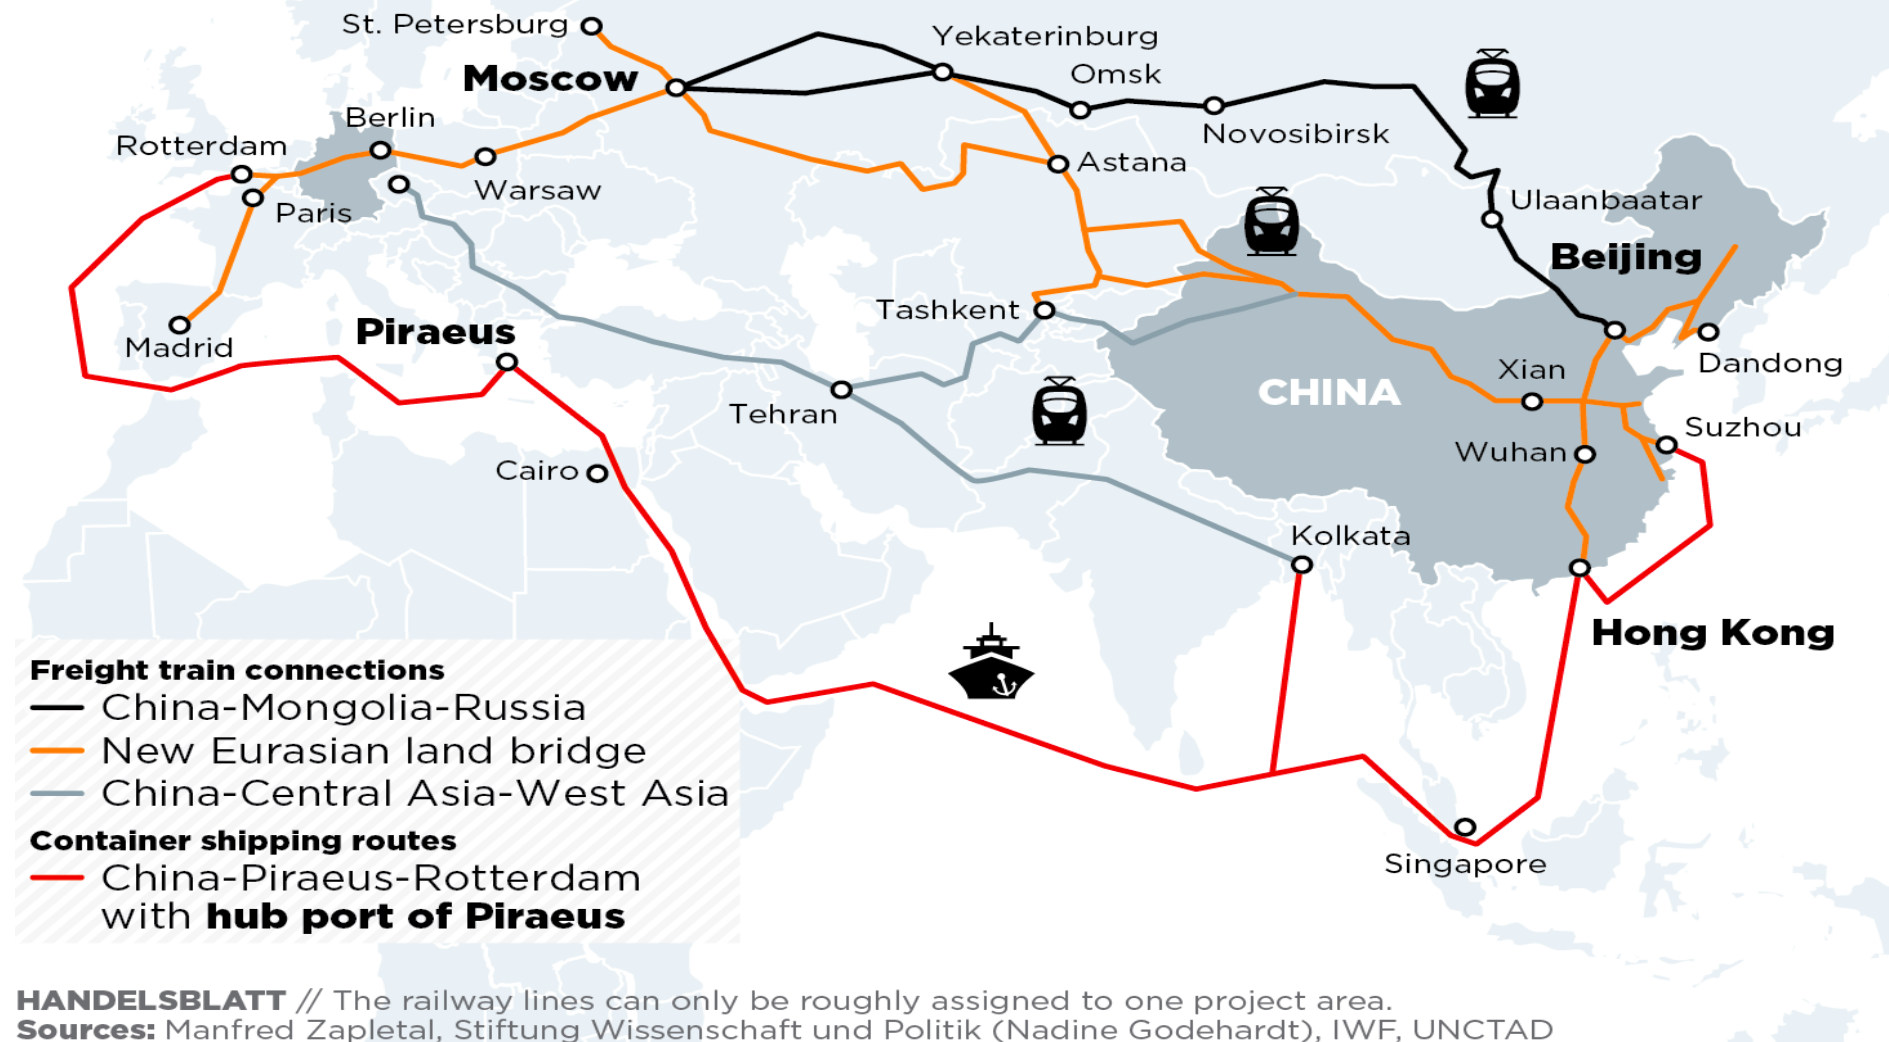 St. Petersburg
Yekaterinburg
Moscow
Omsk
Berlin
Rotterdam
Novosibirsk
Astana
Warsaw
Paris
Ulaanbaatar
Beijing
Tashkent
Piraeus
Madrid
Dandong
Xian
CHINA
Tehran
Suzhou
Wuhan
Cairo
Kolkata
Hong Kong
Freight train connections
China-Mongolia-Russia
New Eurasian land bridge
China-Central Asia-West Asia
Container shipping routes
China-Piraeus-Rotterdam
with hub port of Piraeus
Singapore
HANDELSBLATT // The railway lines can only be roughly assigned to one project area.
Sources: Manfred Zapletal, Stiftung Wissenschaft und Politik (Nadine Godehardt), IWF, UNCTAD